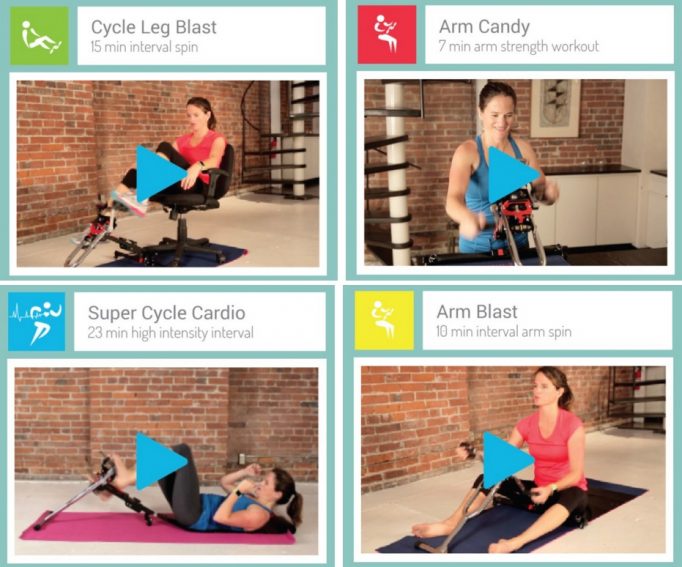 Cycle Leg Blast
15 min interval spin
Arm Candy
7 min arm strength workout
Super Cycle Cardio
23 min high intensity interval
Arm Blast
10 min interval arm spin